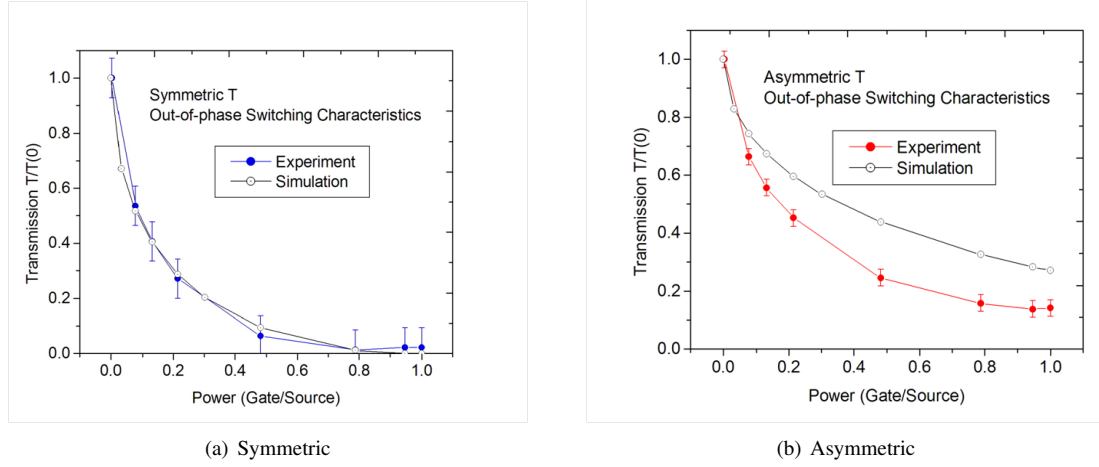 Symmetric T
Out-of-phase Switching Characteristics
Experiment
Simulation
Transmission T/T(0)
1.0
0.8
0.6
0.4
0.2
0.0
0.0 0.2 0.4 0.6 0.8 1.0
Power (Gate/Source)
(a) Symmetric
Asymmetric T
Out-of-phase Switching Characteristics
Experiment
Simulation
Transmission T/T(0)
1.0
0.8
0.6
0.4
0.2
0.0
0.0 0.2 0.4 0.6 0.8 1.0
Power (Gate/Source)
(b) Asymmetric